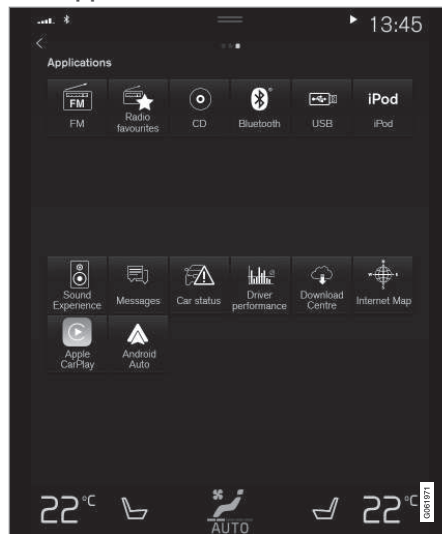 13:45
Applications
FM
FM
Radio
favourites
CD
Bluetooth
USB
iPod
iPod
Sound
Experience
Messages
Car status
Driver
performance
Download
Centre
Internet Map
Apple
CarPlay
Android
Auto
22°C
AUTO
22°C
G061971